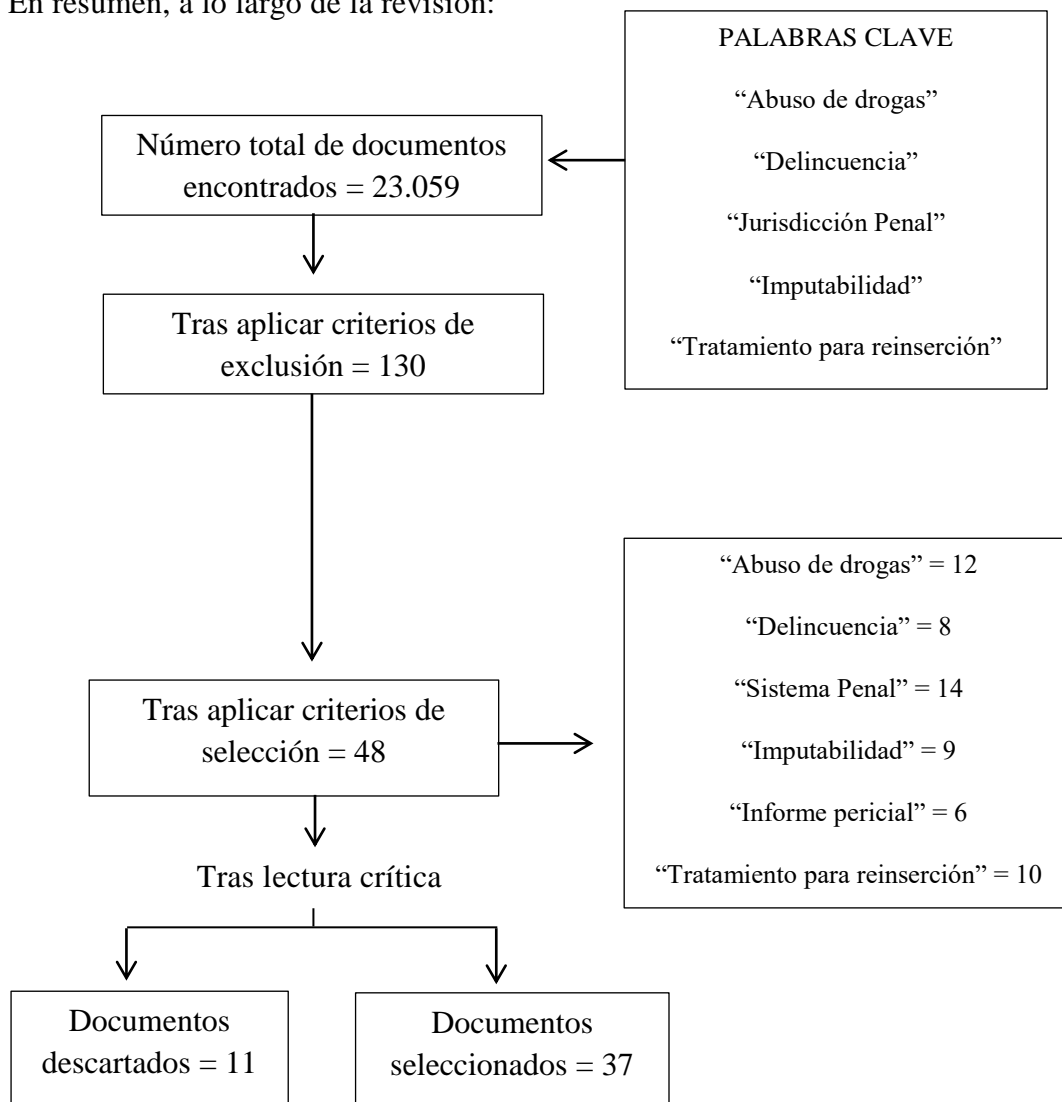 En resumen, a lo largo de la revisión:
PALABRAS CLAVE
“Abuso de drogas”
“Delincuencia”
“Jurisdicción Penal”
“Imputabilidad”
“Tratamiento para reinserción”
Número total de documentos
encontrados = 23.059
Tras aplicar criterios de
exclusión = 130
Tras aplicar criterios de
selección = 48
“Abuso de drogas” = 12
“Delincuencia” = 8
“Sistema Penal” = 14
“Imputabilidad” = 9
“Informe pericial” = 6
“Tratamiento para reinserción” = 10
Tras lectura crítica
Documentos
descartados = 11
Documentos
seleccionados = 37